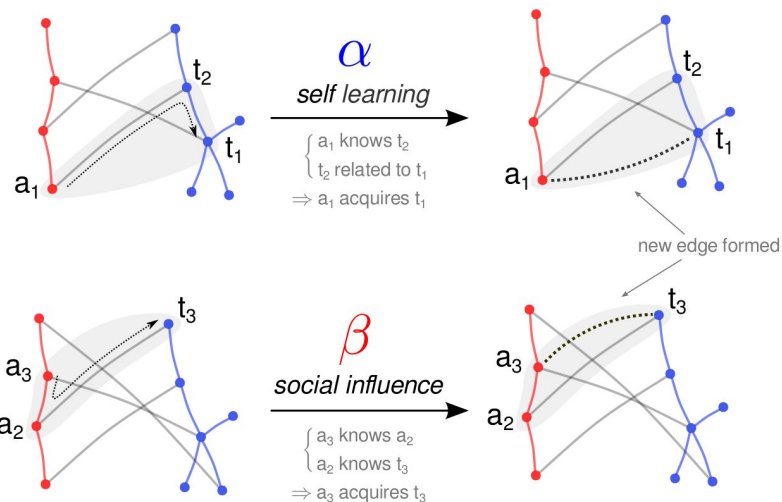 α
self learning
t₂
t₁
a₁
{ a₁ knows t₂
t₂ related to t₁
⇒ a₁ acquires t₁
t₂
t₁
a₁
new edge formed
t₃
a₃
a₂
β
social influence
{ a₃ knows a₂
a₂ knows t₃
⇒ a₃ acquires t₃
t₃
a₃
a₂